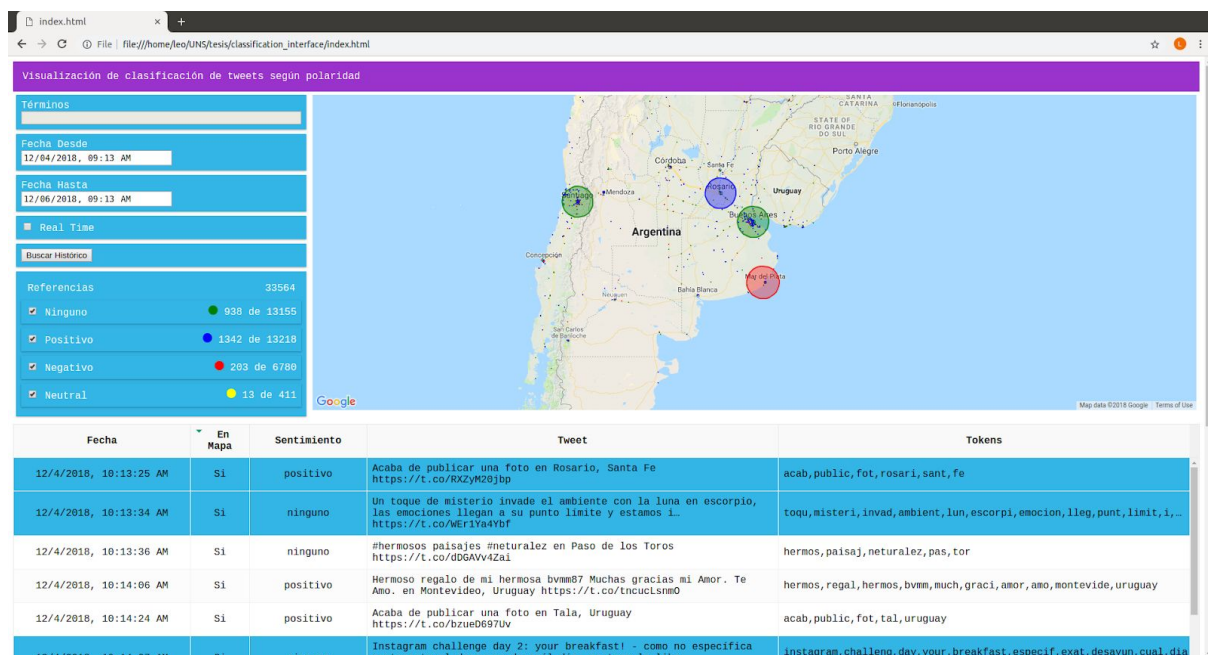 index.html
File | file:///home/leo/UNS/tesis/classification_interface/index.html
Visualización de clasificación de tweets según polaridad
Términos
Fecha Desde
12/04/2018, 09:13 AM
Fecha Hasta
12/06/2018, 09:13 AM
Real Time
Buscar Histórico
Referencias 33564
Ninguno 938 de 13155
Positivo 1342 de 13218
Negativo 203 de 6780
Neutral 13 de 411
SANTA
CATARINA
Florianópolis
STATE OF
RIO GRANDE
DO SUL
Porto Alegre
Córdoba
Santa Fe
Santiago
Mendoza
Rosario
Uruguay
Buenos Aires
Argentina
Concepción
Mar del Plata
Neuquén
Bahía Blanca
San Carlos
de Bariloche
Google
Map data ©2018 Google Terms of Use
Fecha En Mapa Sentimiento Tweet Tokens
12/4/2018, 10:13:25 AM Si positivo Acaba de publicar una foto en Rosario, Santa Fe
https://t.co/RXZyM20jbp
acab,public,fot,rosari,sant,fe
12/4/2018, 10:13:34 AM Si ninguno Un toque de misterio invade el ambiente con la luna en escorpio,
las emociones llegan a su punto límite y estamos i…
https://t.co/WEr1Ya4Ybf
toqu,misteri,invad,ambient,lun,escorpi,emocion,lleg,punt,limit,i,…
12/4/2018, 10:13:36 AM Si ninguno #hermosos paisajes #neturalez en Paso de los Toros
https://t.co/dDGAVv4Zai
hermos,paisaj,neturalez,pas,tor
12/4/2018, 10:14:06 AM Si positivo Hermoso regalo de mi hermosa bvmm87 Muchas gracias mi Amor. Te
Amo. en Montevideo, Uruguay https://t.co/tncucLsnmO
hermos,regal,hermos,bvmm,much,graci,amor,amo,montevide,uruguay
12/4/2018, 10:14:24 AM Si positivo Acaba de publicar una foto en Tala, Uruguay
https://t.co/bzueD697Uv
acab,public,fot,tal,uruguay
Instagram challenge day 2: your breakfast! - como no especifica
instagram,challeng,day,your,breakfast,especif,exat,desayun,cual,dia